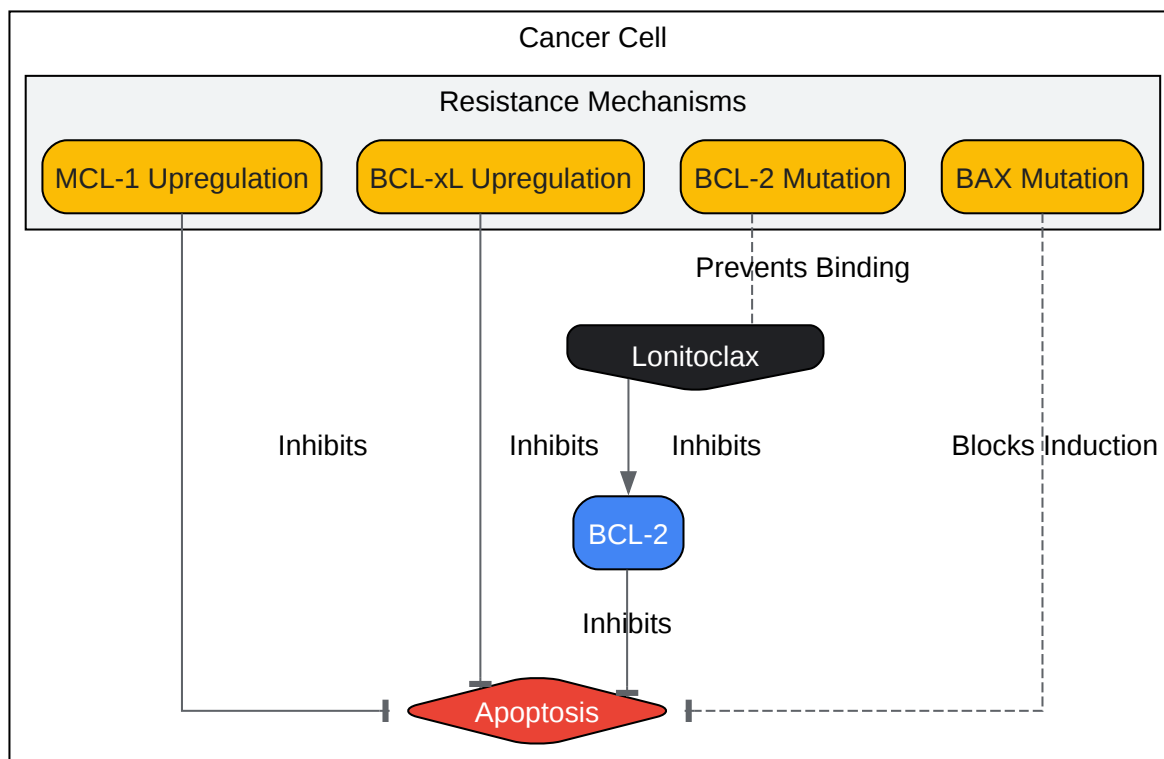 Cancer Cell
Resistance Mechanisms
MCL-1 Upregulation
BCL-xL Upregulation
BCL-2 Mutation
BAX Mutation
Prevents Binding
Lonitoclax
Inhibits
Inhibits
Inhibits
Blocks Induction
BCL-2
Inhibits
Apoptosis